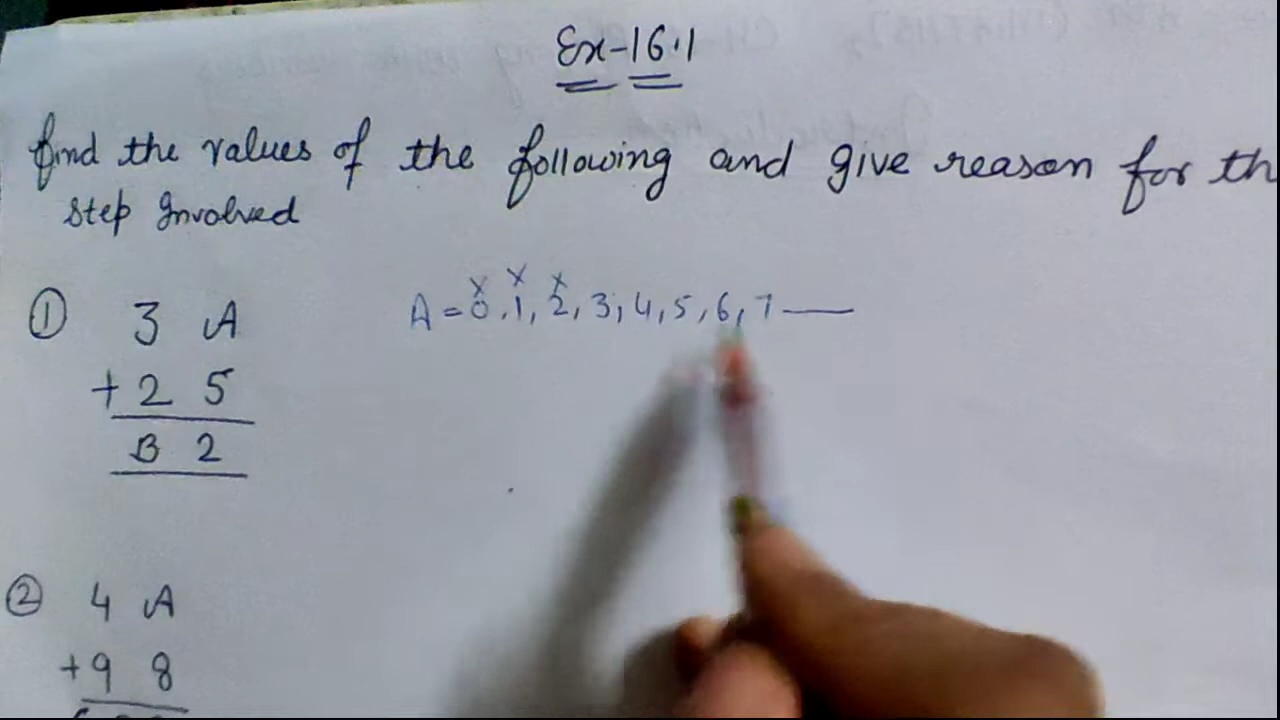 Ex-16.1
find the values of the following and give reason for th
step involved
① 3 A
A = 0, 1, 2, 3, 4, 5, 6, 7
+ 2 5
B 2
② 4 A
+ 9 8